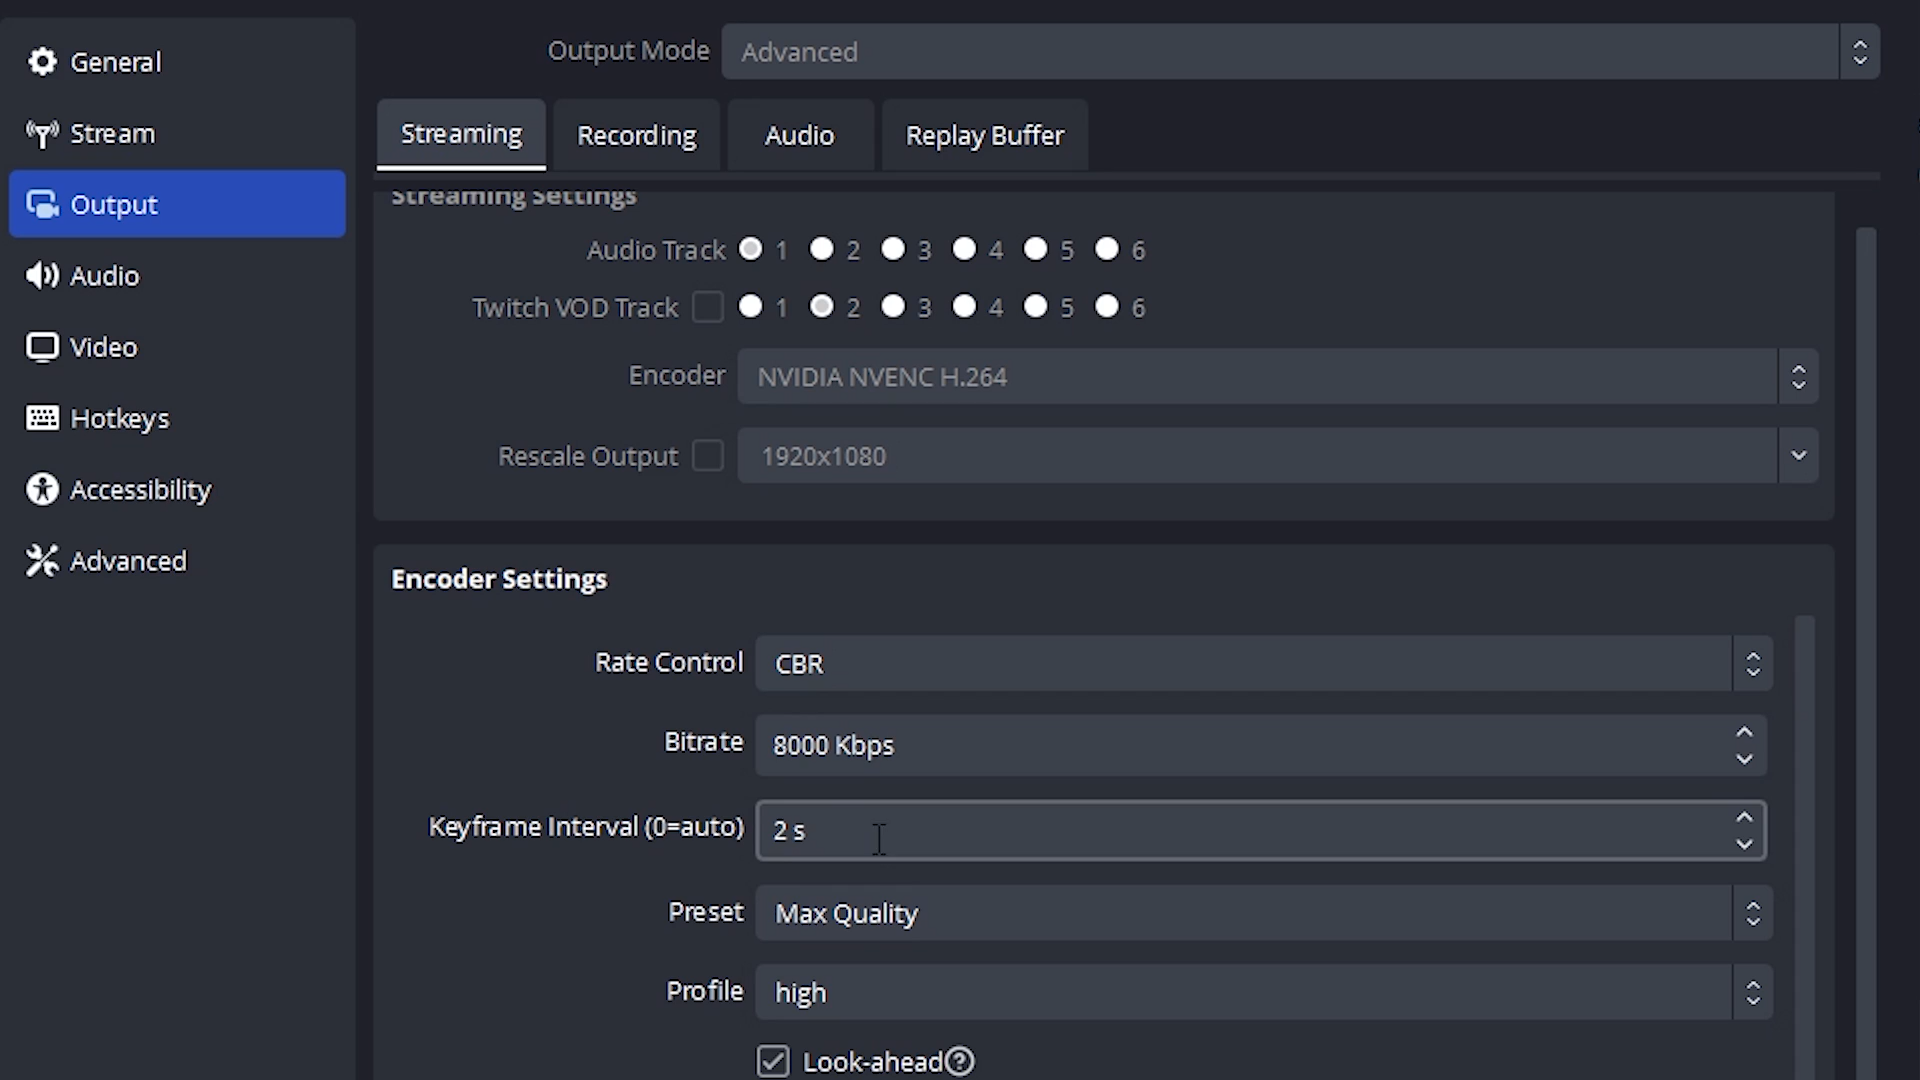 General
Stream
Output
Audio
Video
Hotkeys
Accessibility
Advanced
Output Mode Advanced
Streaming Recording Audio Replay Buffer
Streaming Settings
Audio Track 1 2 3 4 5 6
Twitch VOD Track 1 2 3 4 5 6
Encoder NVIDIA NVENC H.264
Rescale Output 1920x1080
Encoder Settings
Rate Control CBR
Bitrate 8000 Kbps
Keyframe Interval (0=auto) 2 s
Preset Max Quality
Profile high
Look-ahead ?